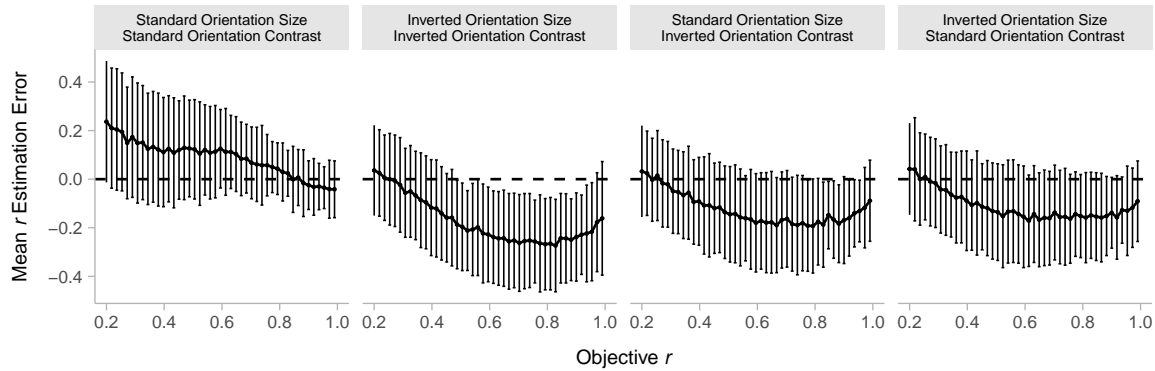 Standard Orientation Size
Standard Orientation Contrast
Inverted Orientation Size
Inverted Orientation Contrast
Standard Orientation Size
Inverted Orientation Contrast
Inverted Orientation Size
Standard Orientation Contrast
Mean r Estimation Error
0.4
0.2
0.0
−0.2
−0.4
0.2 0.4 0.6 0.8 1.0
0.2 0.4 0.6 0.8 1.0
0.2 0.4 0.6 0.8 1.0
0.2 0.4 0.6 0.8 1.0
Objective r